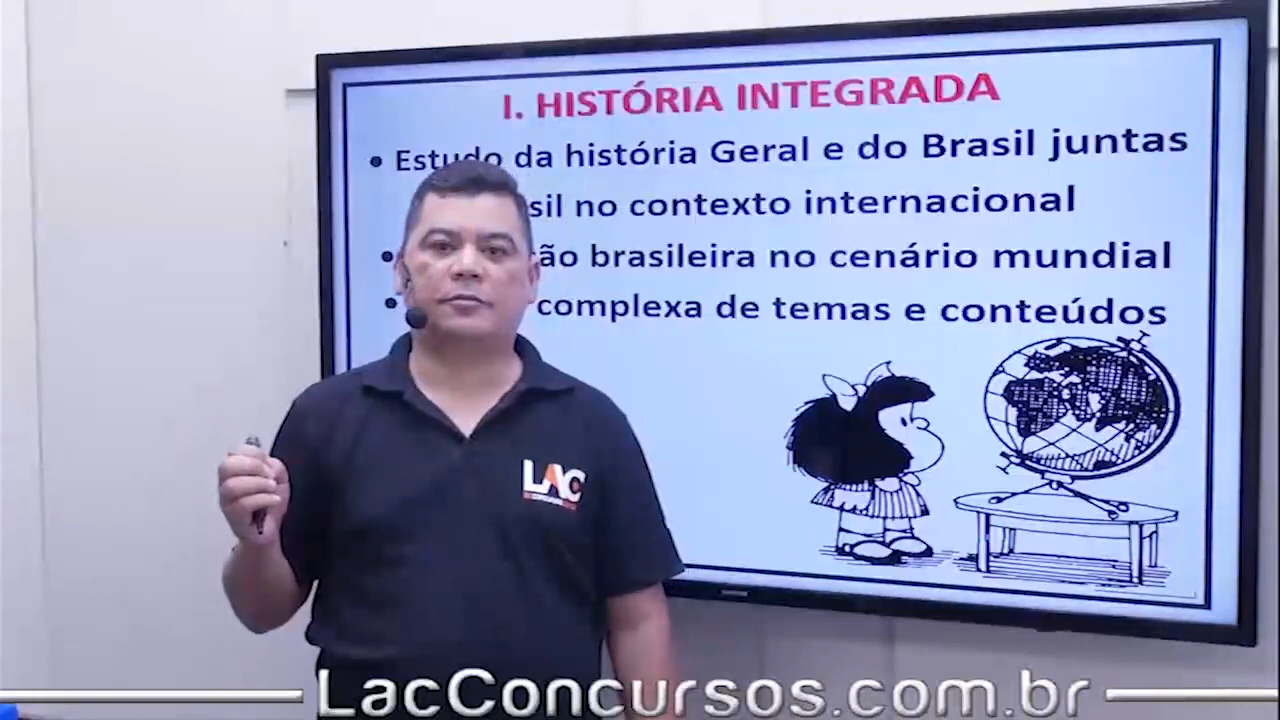 I. HISTÓRIA INTEGRADA
• Estudo da história Geral e do Brasil juntas
sil no contexto internacional
• ão brasileira no cenário mundial
• complexa de temas e conteúdos
LAC
LacConcursos.com.br